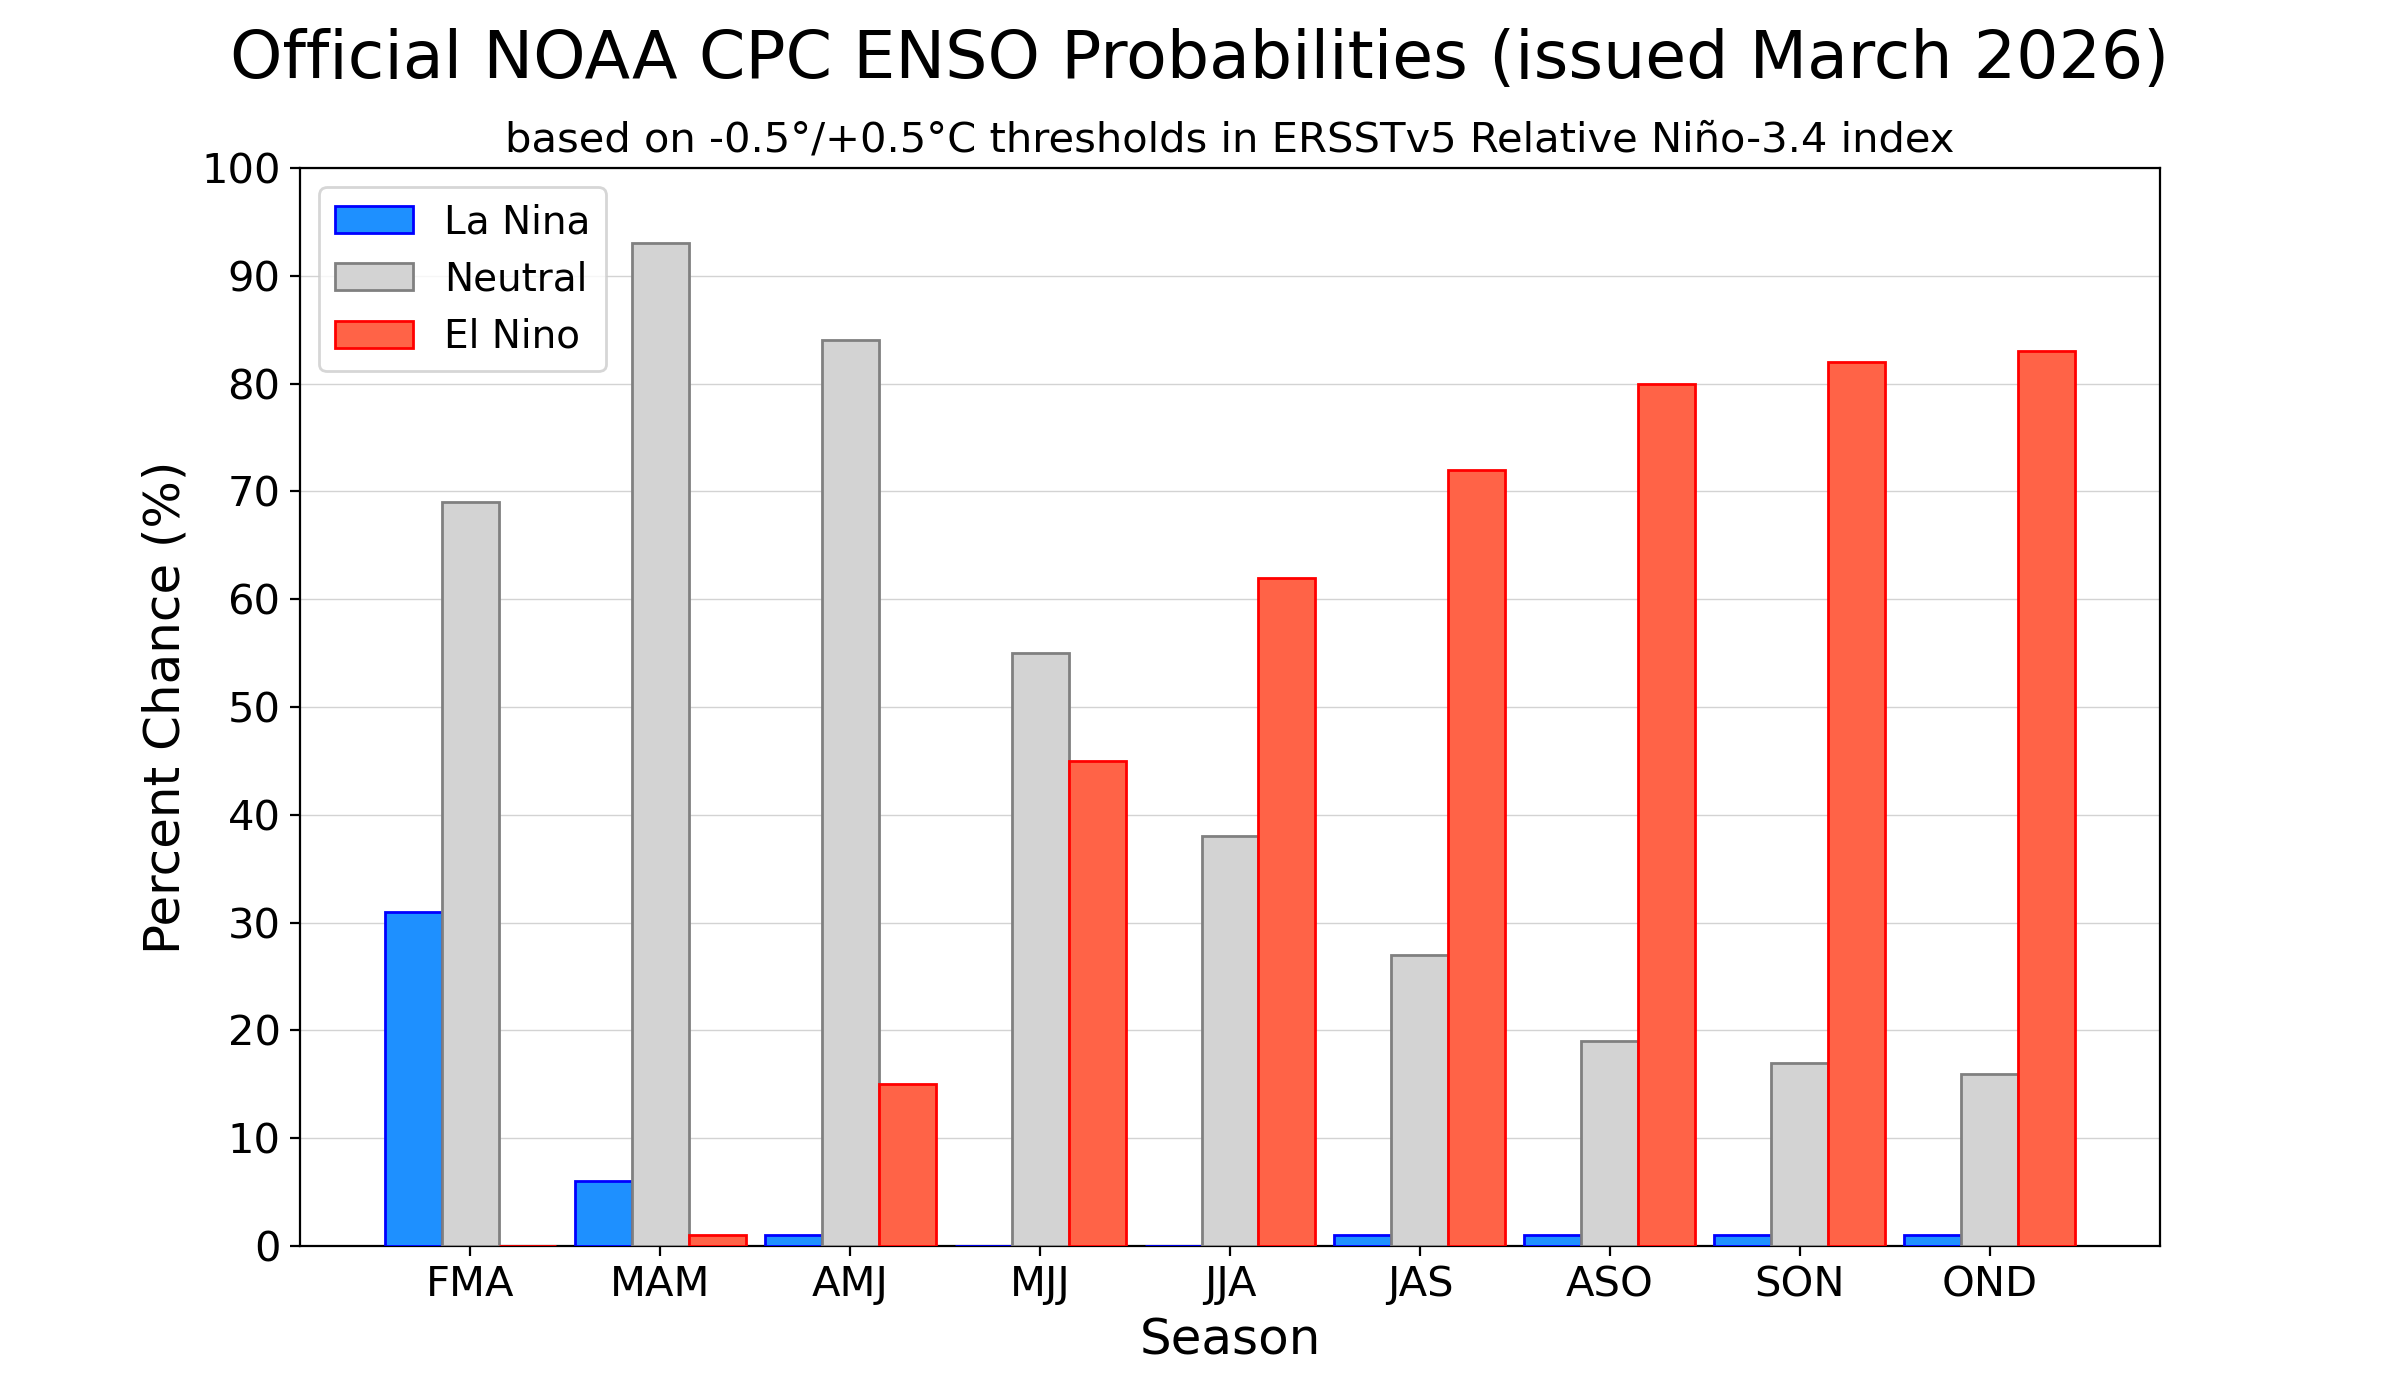 Official NOAA CPC ENSO Probabilities (issued March 2026)
based on -0.5°/+0.5°C thresholds in ERSSTv5 Relative Niño-3.4 index
La Nina
Neutral
El Nino
Percent Chance (%)
100
90
80
70
60
50
40
30
20
10
0
FMA MAM AMJ MJJ JJA JAS ASO SON OND
Season